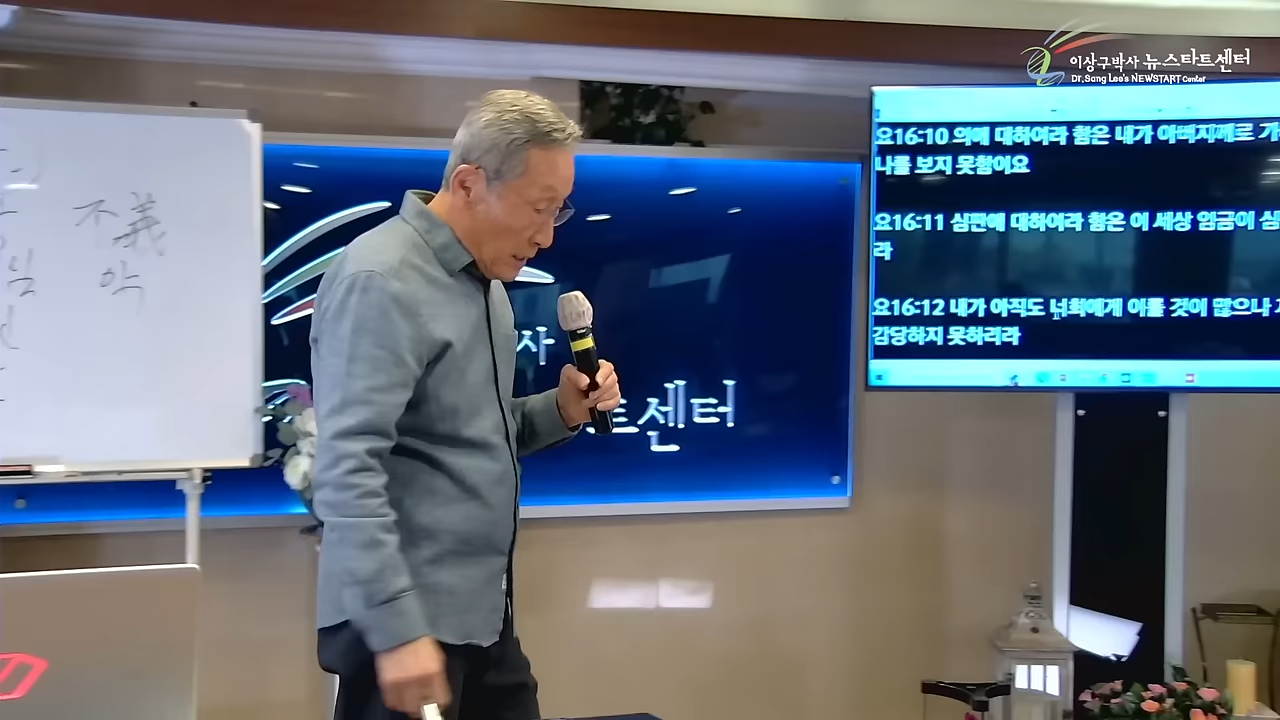 이상구박사 뉴스타트센터
Dr. Sang Lee's NEWSTART Center
요16:10 의에 대하여라 함은 내가 아버지께로 가
나를 보지 못함이요
요16:11 심판에 대하여라 함은 이 세상 임금이 심
라
요16:12 내가 아직도 너희에게 이를 것이 많으나
감당하지 못하리라
不義
악
사
트센터